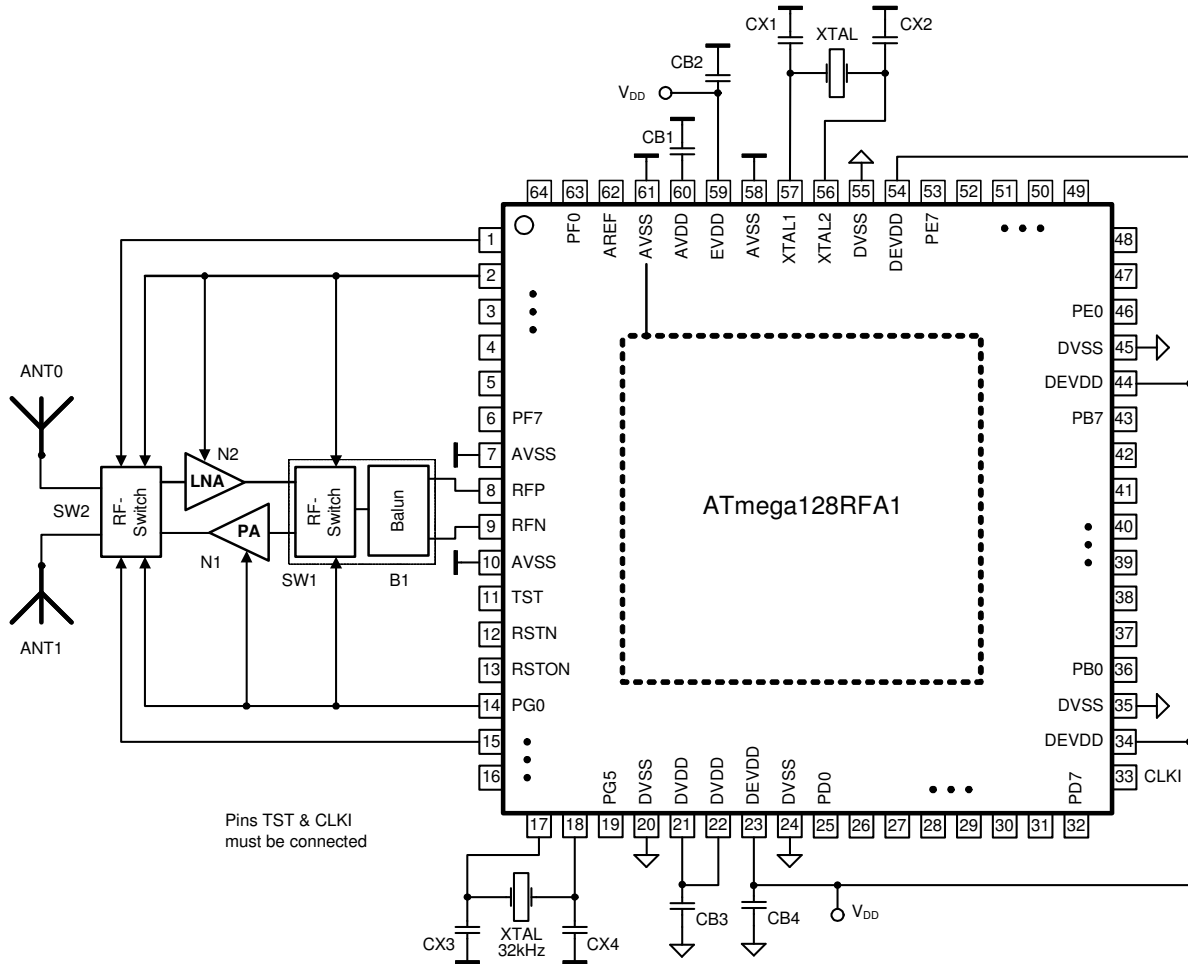 CX1
XTAL
CX2
CB2
VDD
CB1
64 63 62 61 60 59 58 57 56 55 54 53 52 51 50 49
PF0
AREF
AVSS
AVDD
EVDD
AVSS
XTAL1
XTAL2
DVSS
DEVDD
PE7
1
2
3
4
5
6 PF7
7 AVSS
8 RFP
9 RFN
10 AVSS
11 TST
12 RSTN
13 RSTON
14 PG0
15
16
ANT0
ANT1
SW2
RF-
Switch
LNA
N2
PA
N1
RF-
Switch
SW1
Balun
B1
ATmega128RFA1
48
47
PE0 46
DVSS 45
DEVDD 44
PB7 43
42
41
40
39
38
37
PB0 36
DVSS 35
DEVDD 34
33 CLKI
PG5
DVSS
DVDD
DVDD
DEVDD
DVSS
PD0
PD7
17 18 19 20 21 22 23 24 25 26 27 28 29 30 31 32
Pins TST & CLKI
must be connected
CX3
XTAL
32kHz
CX4
CB3
CB4
VDD